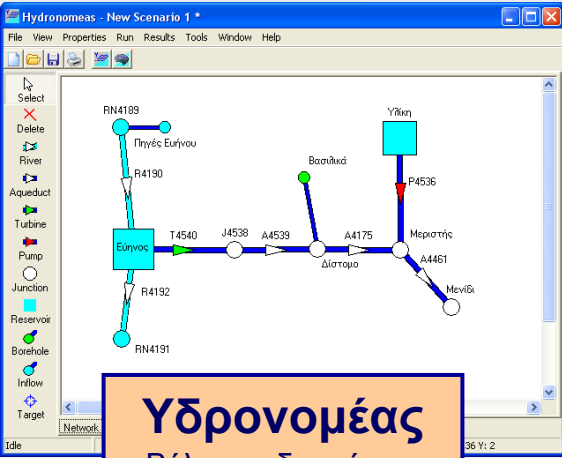 Hydronomeas - New Scenario 1 *
File View Properties Run Results Tools Window Help
Select
Delete
River
Aqueduct
Turbine
Pump
Junction
Reservoir
Borehole
Inflow
Target
RN4189
Πηγές Ευήνου
R4190
Υλίκη
Βασιλικά
P4536
Εύηνος
T4540
J4538
A4539
Δίστομο
A4175
Μεριστής
A4461
Μενίδι
R4192
RN4191
Network
Idle
36 Y: 2
Υδρονομέας